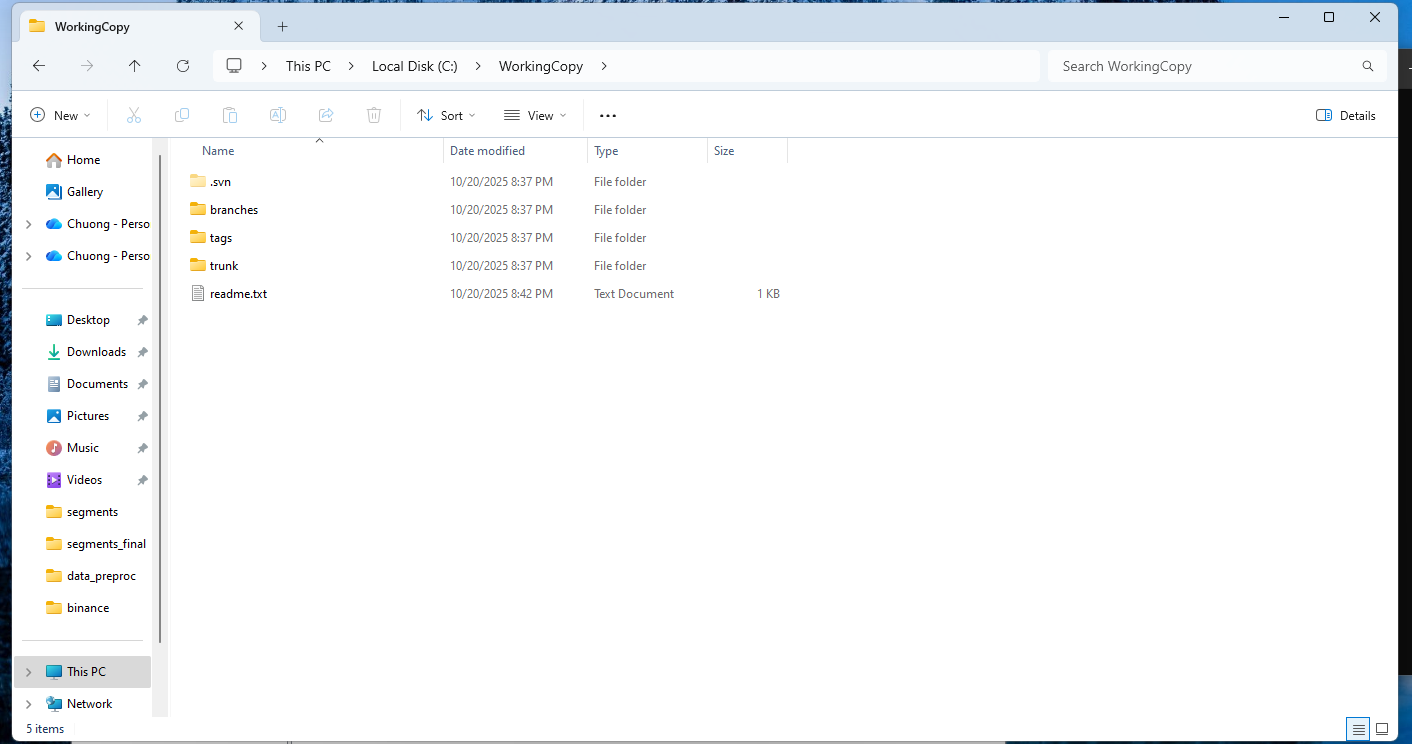 WorkingCopy
This PC Local Disk (C:) WorkingCopy
Search WorkingCopy
New Sort View Details
Name Date modified Type Size
.svn 10/20/2025 8:37 PM File folder
branches 10/20/2025 8:37 PM File folder
tags 10/20/2025 8:37 PM File folder
trunk 10/20/2025 8:37 PM File folder
readme.txt 10/20/2025 8:42 PM Text Document 1 KB
Home
Gallery
Chuong - Perso
Chuong - Perso
Desktop
Downloads
Documents
Pictures
Music
Videos
segments
segments_final
data_preproc
binance
This PC
Network
5 items